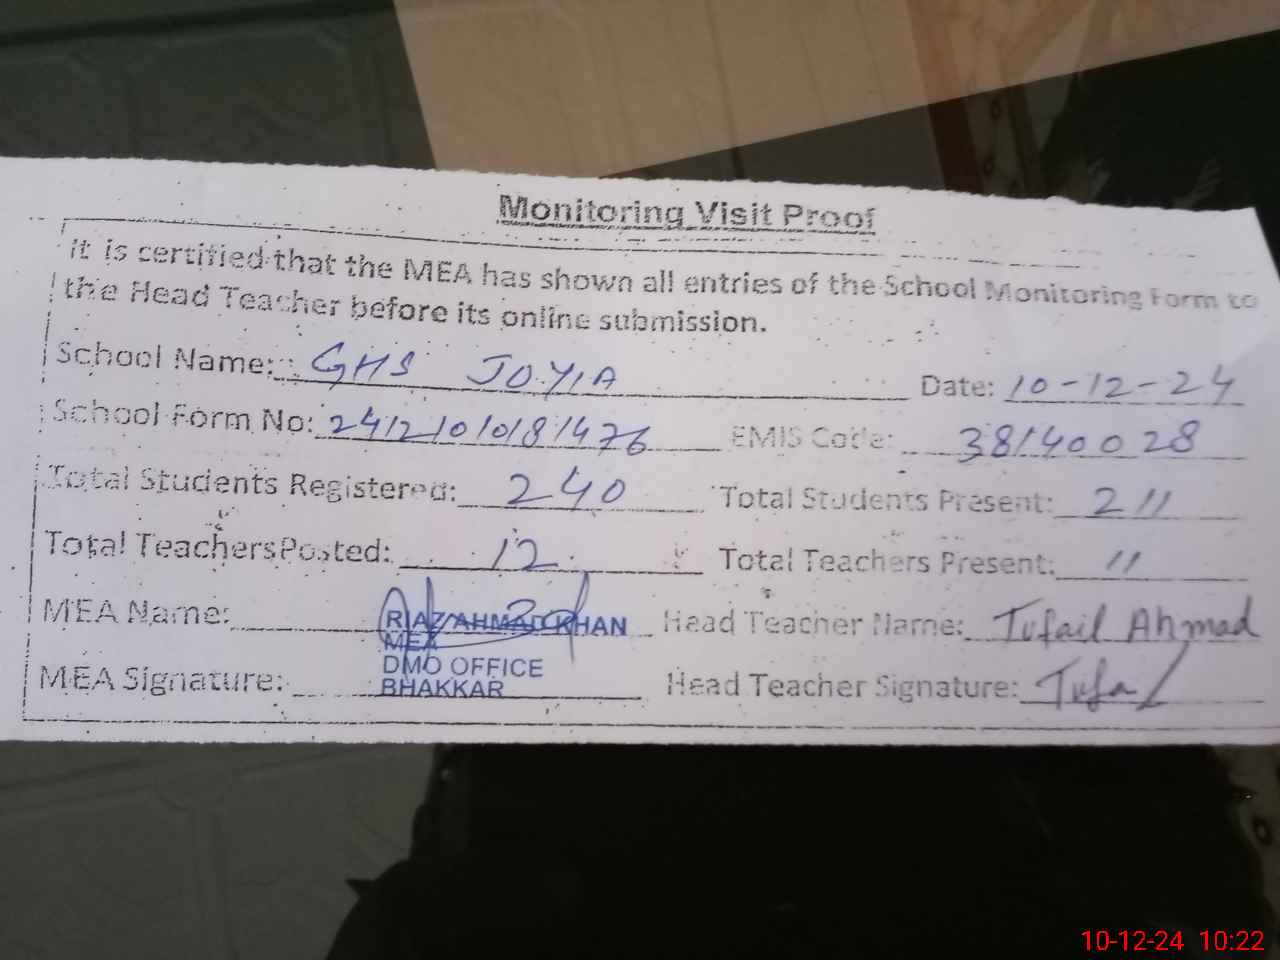 Monitoring Visit Proof
It is certified that the MEA has shown all entries of the School Monitoring Form to
the Head Teacher before its online submission.
School Name: GHS JOYIA Date: 10-12-24
School Form No: 24121010181476 EMIS Code: 38140028
Total Students Registered: 240 Total Students Present: 211
Total Teachers Posted: 12 Total Teachers Present: 11
MEA Name: RIAZ AHMAD KHAN Head Teacher Name: Tufail Ahmad
MEA
DMO OFFICE
MEA Signature: BHAKKAR Head Teacher Signature: Tufail
10-12-24 10:22